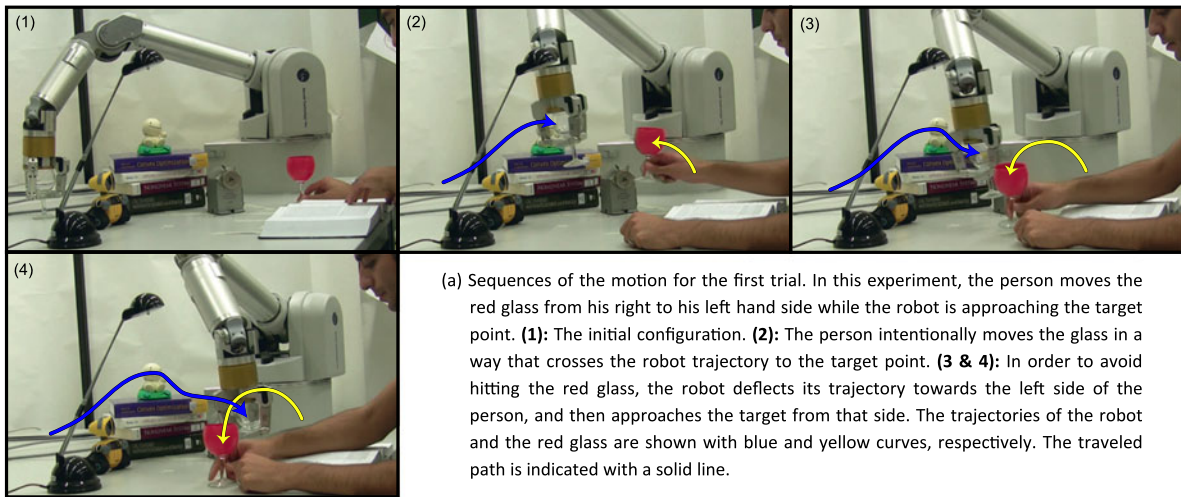 (1)
(2)
(3)
(4)
Convex Optimization
(a) Sequences of the motion for the first trial. In this experiment, the person moves the
red glass from his right to his left hand side while the robot is approaching the target
point. (1): The initial configuration. (2): The person intentionally moves the glass in a
way that crosses the robot trajectory to the target point. (3 & 4): In order to avoid
hitting the red glass, the robot deflects its trajectory towards the left side of the
person, and then approaches the target from that side. The trajectories of the robot
and the red glass are shown with blue and yellow curves, respectively. The traveled
path is indicated with a solid line.